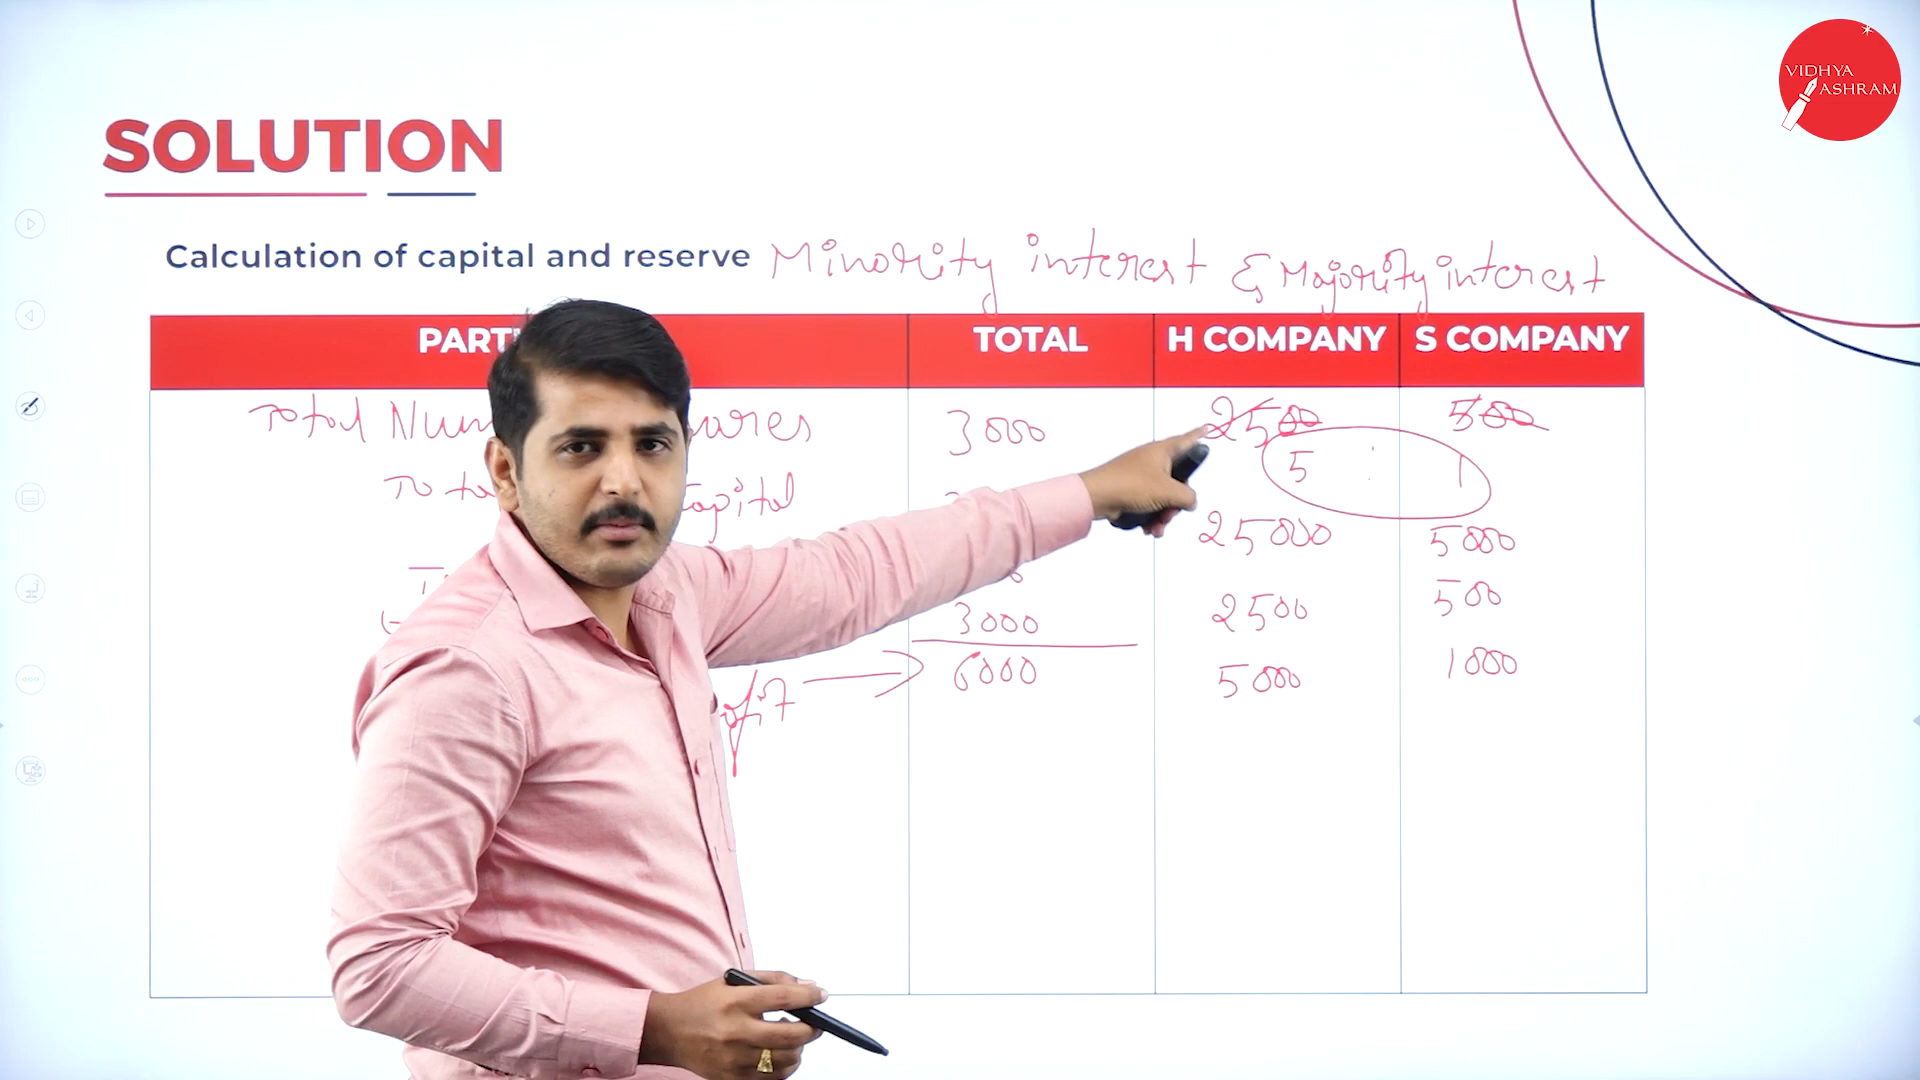 VIDHYA
ASHRAM
SOLUTION
Calculation of capital and reserve Minority interest & Majority interest
TOTAL H COMPANY S COMPANY
Total 3000 2500 500
5 : 1
25000 5000
3000 2500 500
6000 5000 1000